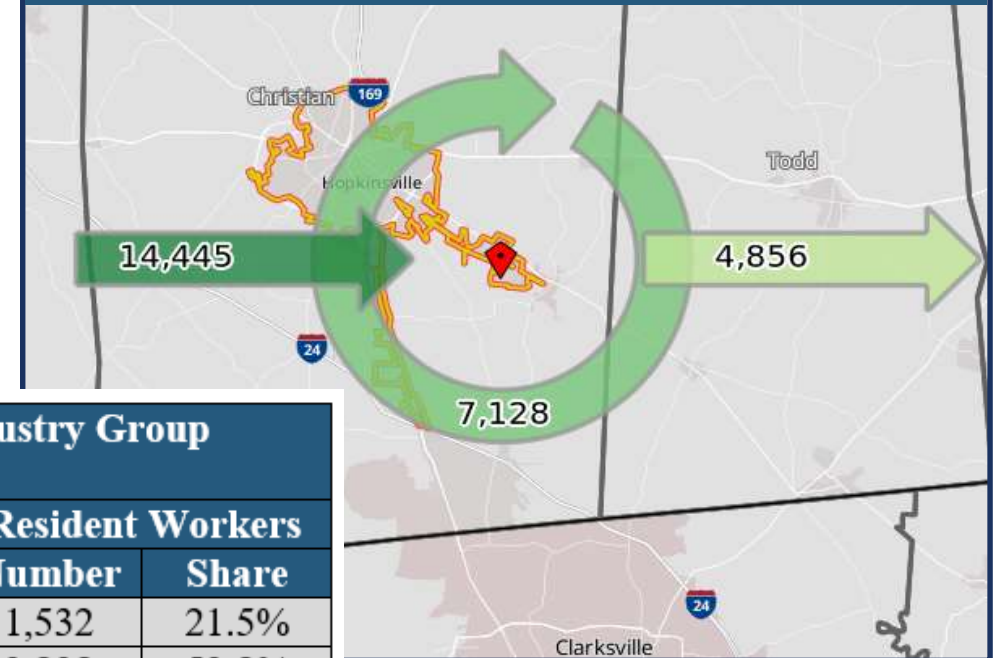 Christian
169
Todd
Hopkinsville
14,445
4,856
24
7,128
ustry Group
Resident Workers
Number Share
1,532 21.5%
24
Clarksville